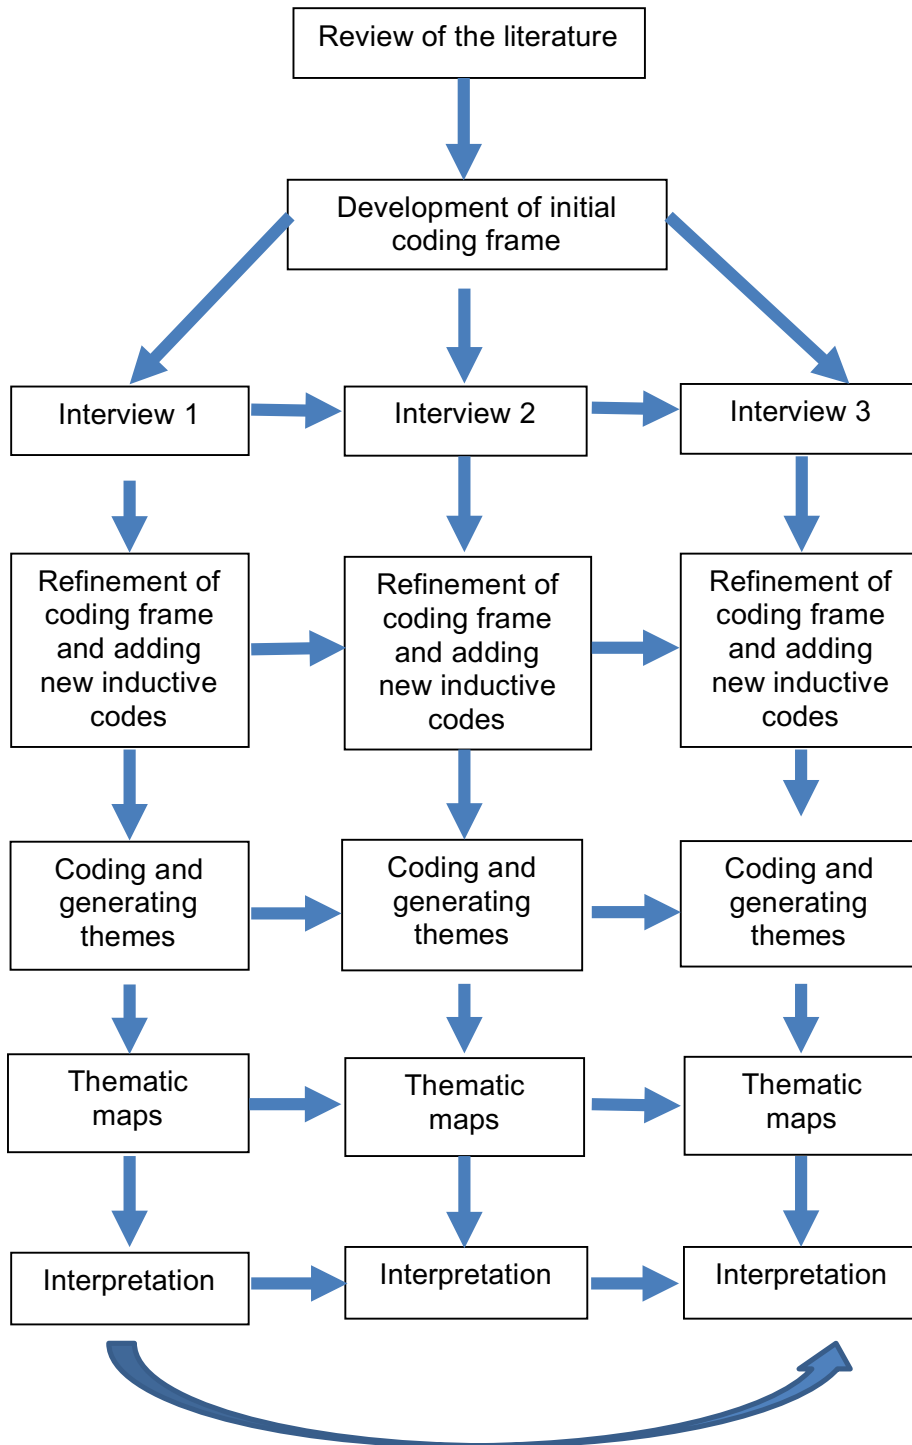 Review of the literature
Development of initial
coding frame
Interview 1
Interview 2
Interview 3
Refinement of
coding frame
and adding
new inductive
codes
Refinement of
coding frame
and adding
new inductive
codes
Refinement of
coding frame
and adding
new inductive
codes
Coding and
generating
themes
Coding and
generating
themes
Coding and
generating
themes
Thematic
maps
Thematic
maps
Thematic
maps
Interpretation
Interpretation
Interpretation